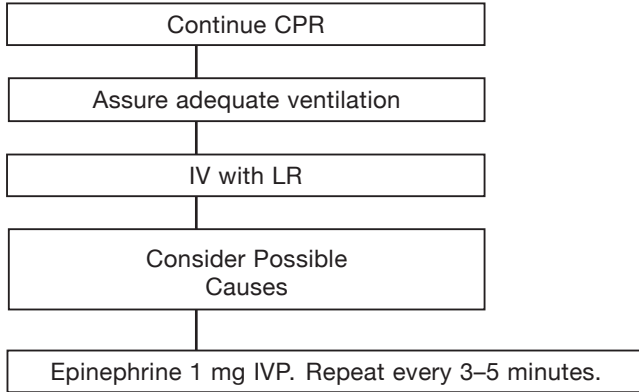 Continue CPR
Assure adequate ventilation
IV with LR
Consider Possible
Causes
Epinephrine 1 mg IVP. Repeat every 3–5 minutes.